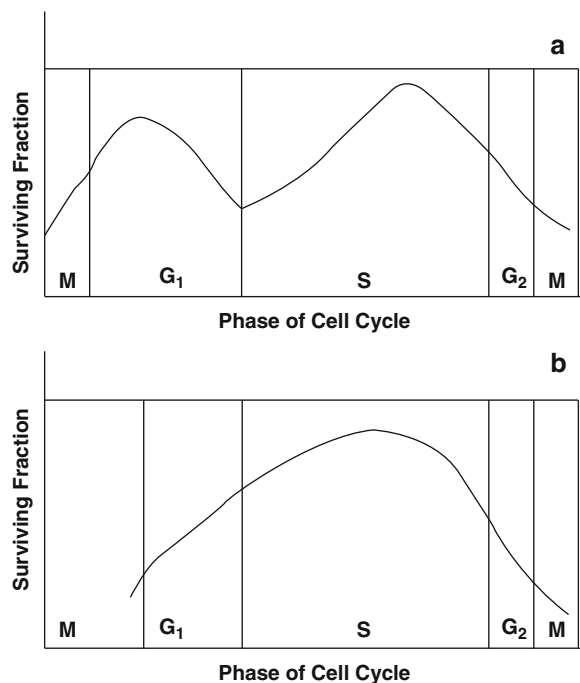 a
Surviving Fraction
M G₁ S G₂ M
Phase of Cell Cycle
b
Surviving Fraction
M G₁ S G₂ M
Phase of Cell Cycle